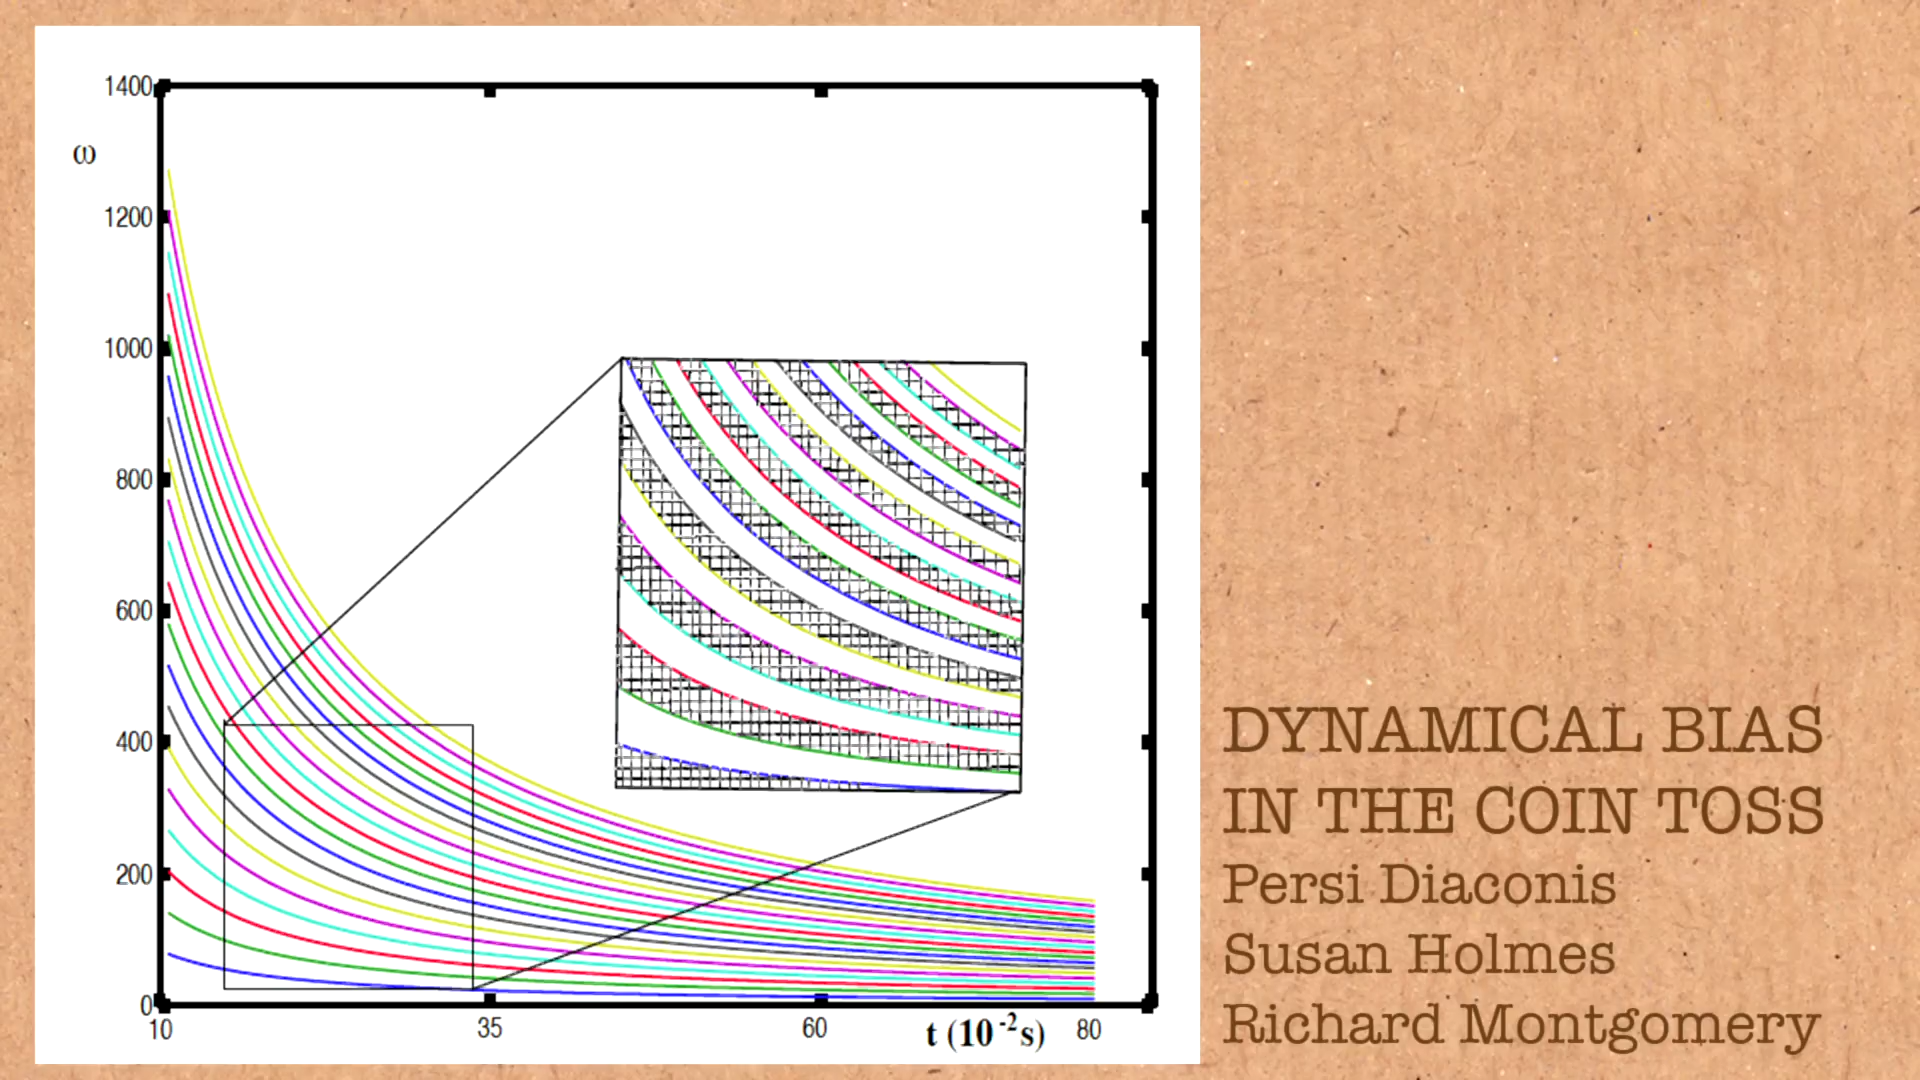 1400
ω
1200
1000
800
600
400
200
0
10
35
60
t (10⁻²s)
80
DYNAMICAL BIAS
IN THE COIN TOSS
Persi Diaconis
Susan Holmes
Richard Montgomery